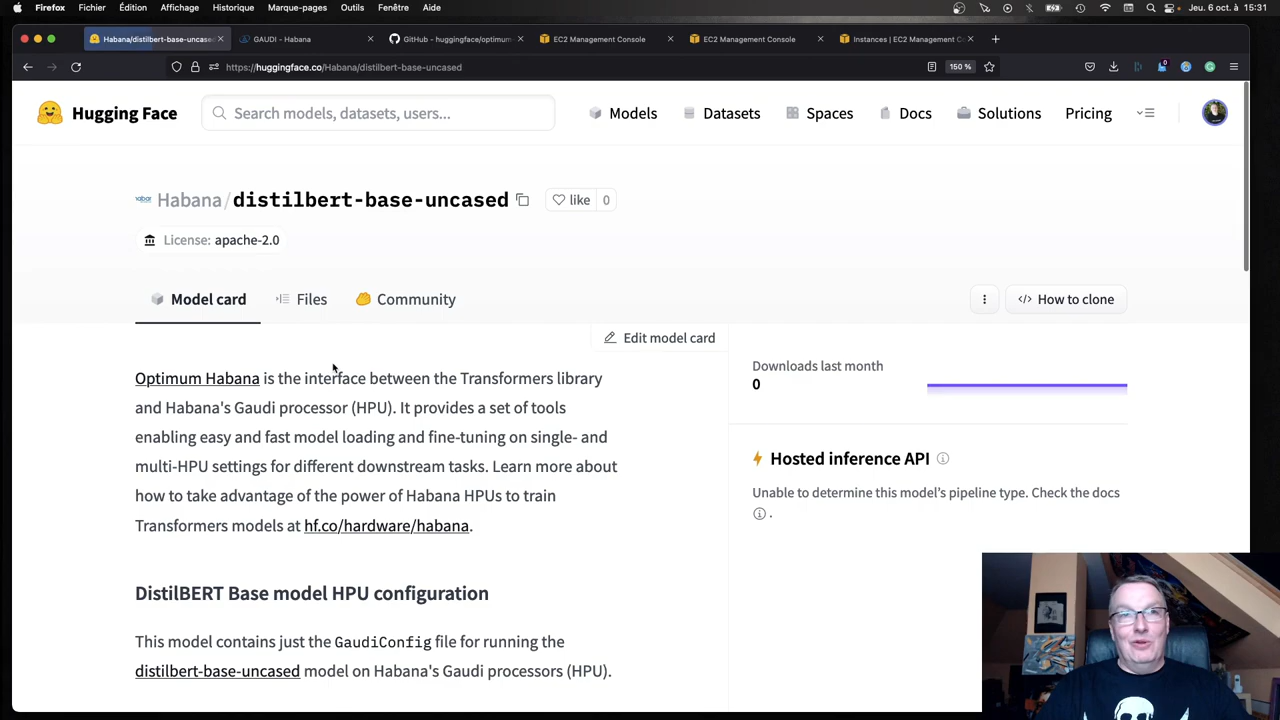 Firefox Fichier Édition Affichage Historique Marque-pages Outils Fenêtre Aide Jeu. 6 oct. à 15:31
Habana/distilbert-base-uncased GAUDI - Habana GitHub - huggingface/optimum- EC2 Management Console EC2 Management Console Instances | EC2 Management C
https://huggingface.co/Habana/distilbert-base-uncased 150 %
Hugging Face Search models, datasets, users... Models Datasets Spaces Docs Solutions Pricing
Habana/distilbert-base-uncased like 0
License: apache-2.0
Model card Files Community How to clone
Edit model card
Optimum Habana is the interface between the Transformers library
and Habana's Gaudi processor (HPU). It provides a set of tools
enabling easy and fast model loading and fine-tuning on single- and
multi-HPU settings for different downstream tasks. Learn more about
how to take advantage of the power of Habana HPUs to train
Transformers models at hf.co/hardware/habana.
DistilBERT Base model HPU configuration
This model contains just the GaudiConfig file for running the
distilbert-base-uncased model on Habana's Gaudi processors (HPU).
Downloads last month
0
Hosted inference API
Unable to determine this model's pipeline type. Check the docs
.